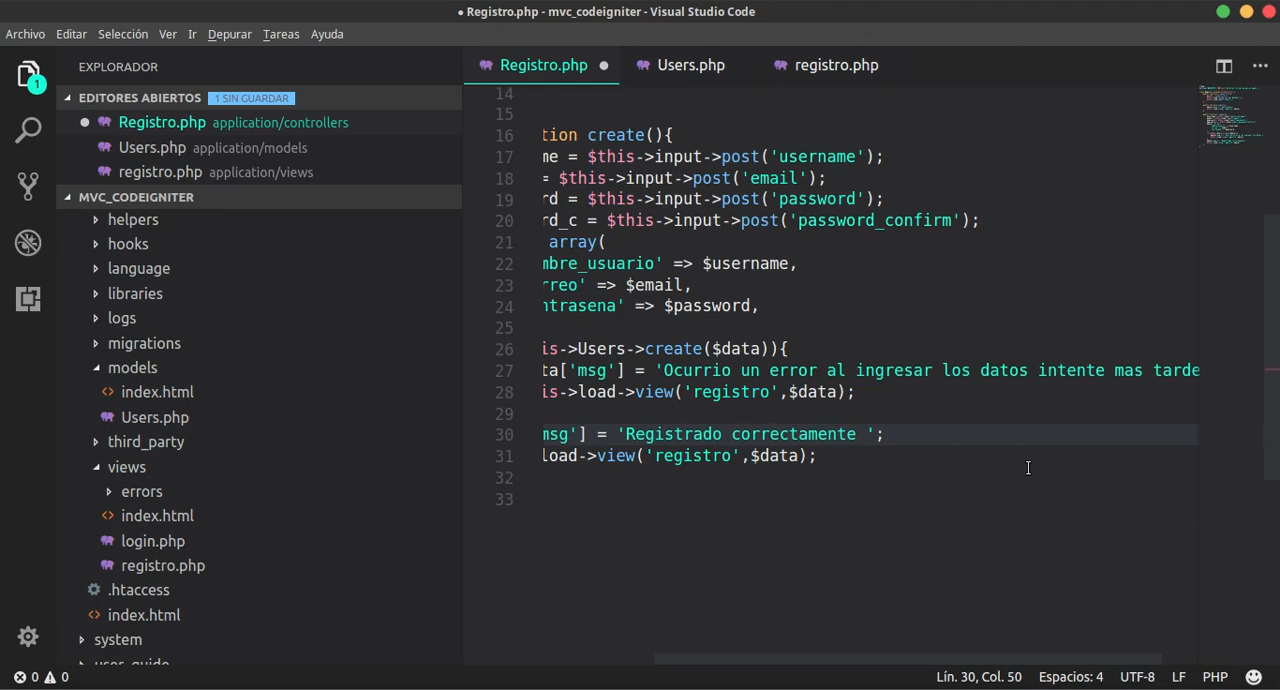 ● Registro.php - mvc_codeigniter - Visual Studio Code
Archivo Editar Selección Ver Ir Depurar Tareas Ayuda
EXPLORADOR
1
EDITORES ABIERTOS 1 SIN GUARDAR
Registro.php application/controllers
Users.php application/models
registro.php application/views
MVC_CODEIGNITER
helpers
hooks
language
libraries
logs
migrations
models
index.html
Users.php
third_party
views
errors
index.html
login.php
registro.php
.htaccess
index.html
system
user_guide
Registro.php ● Users.php registro.php
14
15
16 tion create(){
17 me = $this->input->post('username');
18 = $this->input->post('email');
19 rd = $this->input->post('password');
20 rd_c = $this->input->post('password_confirm');
21 array(
22 mbre_usuario' => $username,
23 rreo' => $email,
24 ntrasena' => $password,
25
26 is->Users->create($data)){
27 ta['msg'] = 'Ocurrio un error al ingresar los datos intente mas tarde
28 is->load->view('registro',$data);
29
30 msg'] = 'Registrado correctamente ';
31 load->view('registro',$data);
32
33
0 0
Lín. 30, Col. 50 Espacios: 4 UTF-8 LF PHP